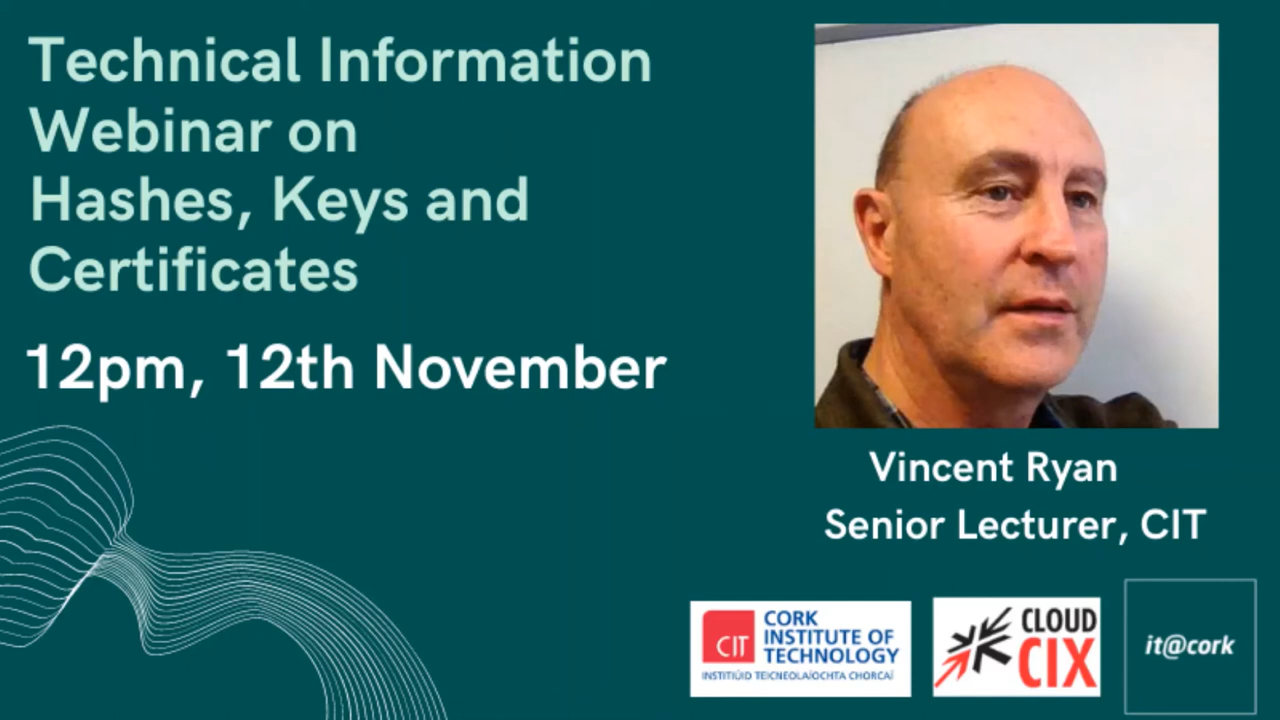 Technical Information
Webinar on
Hashes, Keys and
Certificates
12pm, 12th November
Vincent Ryan
Senior Lecturer, CIT
CIT
CORK
INSTITUTE OF
TECHNOLOGY
INSTITIÚID TEICNEOLAÍOCHTA CHORCAÍ
CLOUD
CIX
it@cork